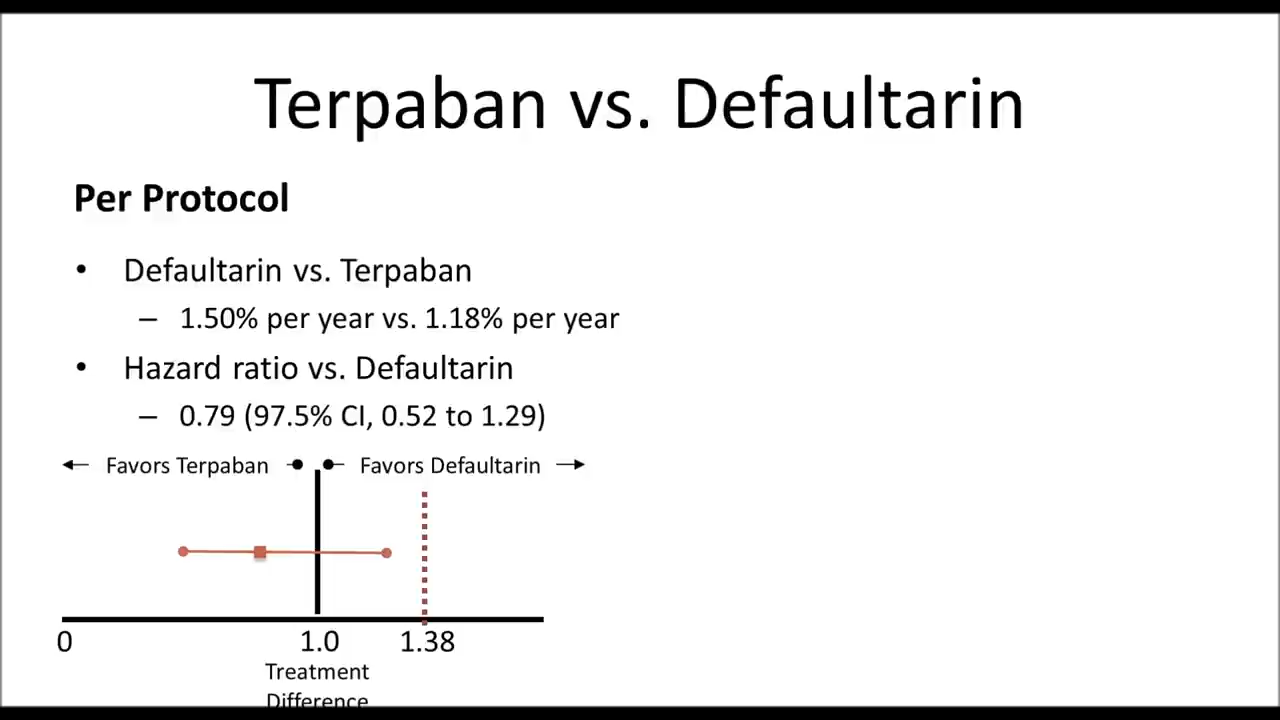 Terpaban vs. Defaultarin
Per Protocol
• Defaultarin vs. Terpaban
– 1.50% per year vs. 1.18% per year
• Hazard ratio vs. Defaultarin
– 0.79 (97.5% CI, 0.52 to 1.29)
Favors Terpaban Favors Defaultarin
0 1.0 1.38
Treatment
Difference